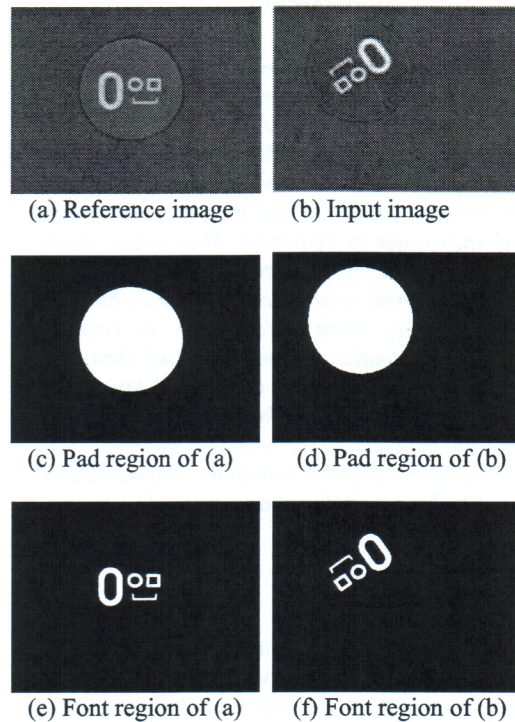 (a) Reference image
(b) Input image
(c) Pad region of (a)
(d) Pad region of (b)
(e) Font region of (a)
(f) Font region of (b)